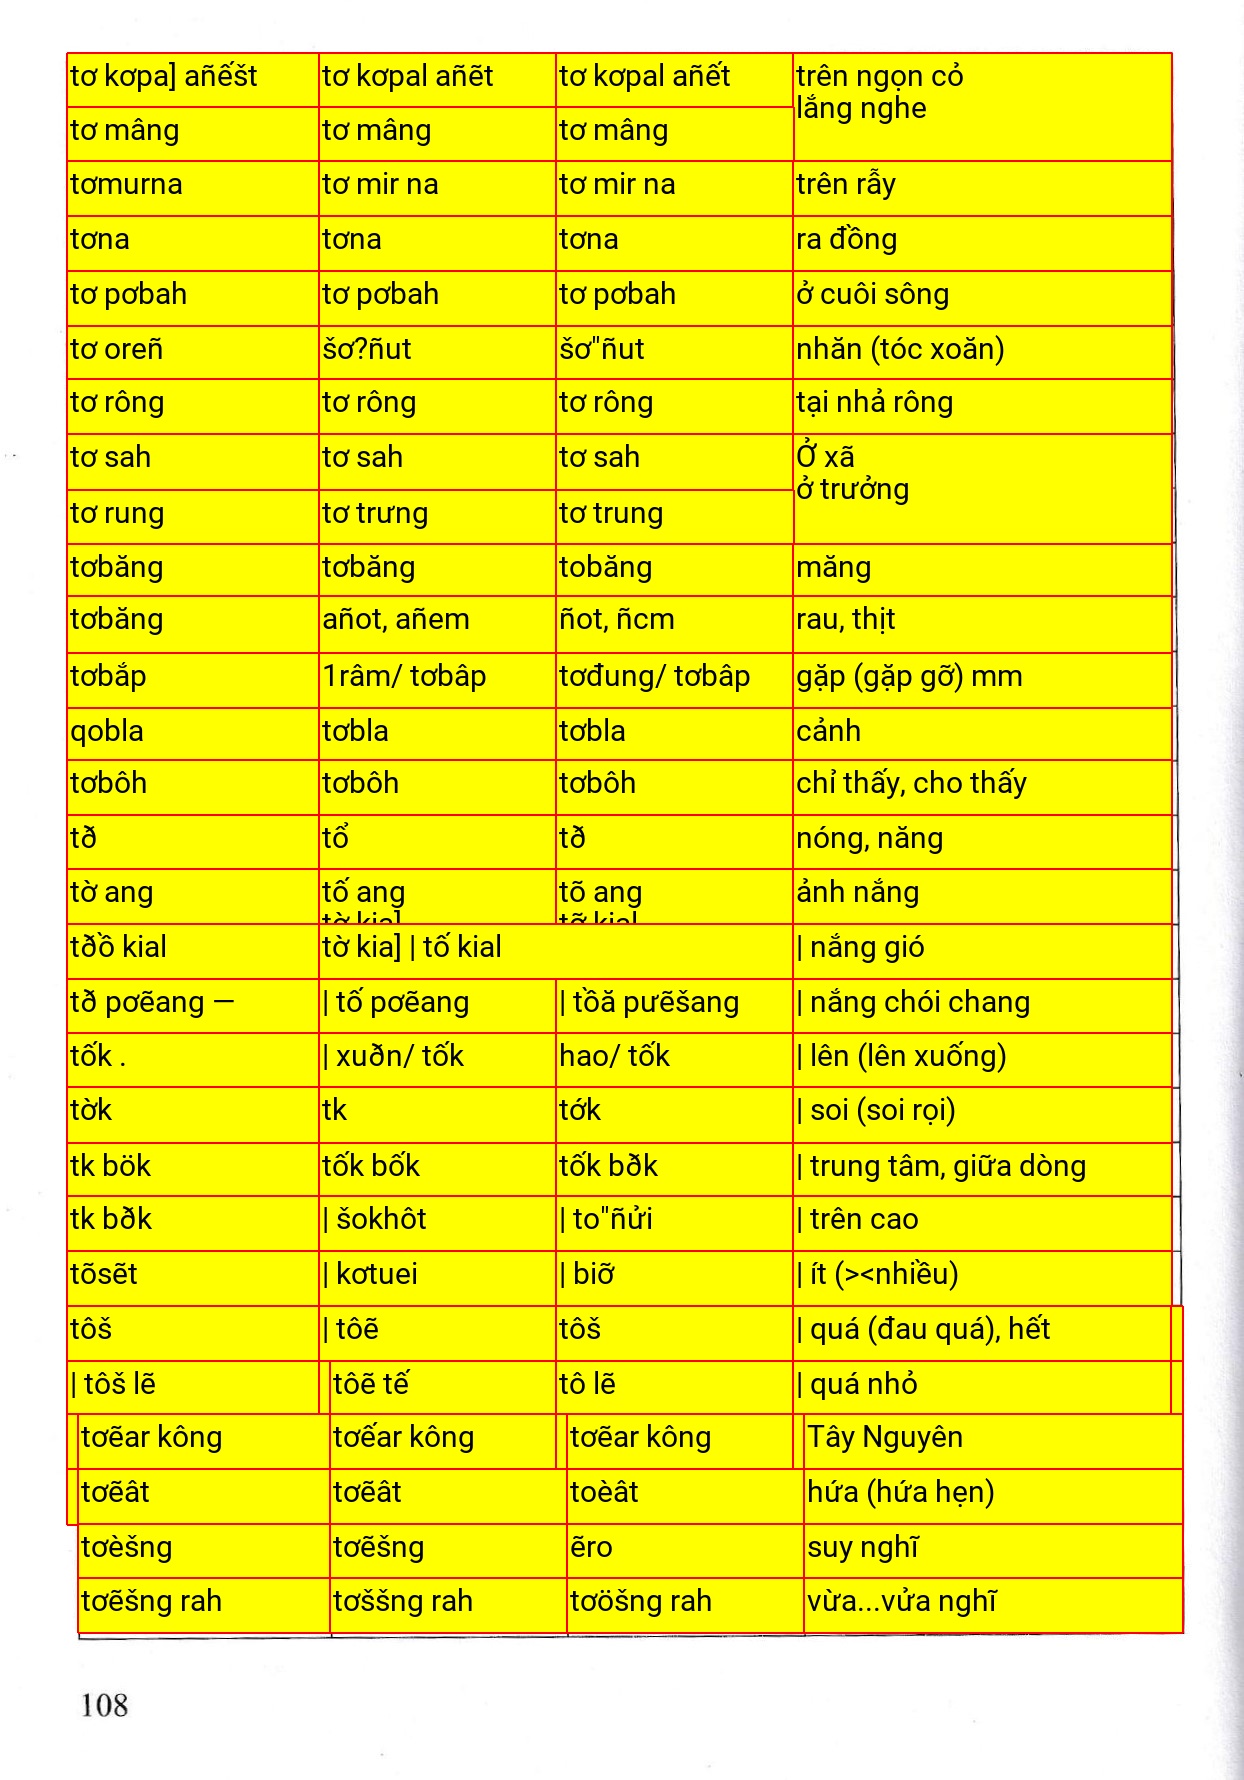 tơ kơpa] añếšt tơ kơpal añẽt tơ kơpal añết trên ngọn cỏ
lắng nghe
tơ mâng tơ mâng tơ mâng
tơmurna tơ mir na tơ mir na trên rẫy
tơna tơna tơna ra đồng
tơ pơbah tơ pơbah tơ pơbah ở cuôi sông
tơ oreñ šơ?ñut šơ"ñut nhăn (tóc xoăn)
tơ rông tơ rông tơ rông tại nhả rông
tơ sah tơ sah tơ sah Ở xã
ở trưởng
tơ rung tơ trưng tơ trung
tơbăng tơbăng tobăng măng
tơbăng añot, añem ñot, ñcm rau, thịt
tơbắp 1râm/ tơbâp tơđung/ tơbâp gặp (gặp gỡ) mm
qobla tơbla tơbla cảnh
tơbôh tơbôh tơbôh chỉ thấy, cho thấy
tð tổ tð nóng, năng
tờ ang tố ang tõ ang ảnh nắng
tờ kia] tỡ kial
tðồ kial tờ kia] | tố kial | nắng gió
tð pơẽang — | tố pơẽang | tồă pưẽšang | nắng chói chang
tốk . | xuðn/ tốk hao/ tốk | lên (lên xuống)
tờk tk tớk | soi (soi rọi)
tk bök tốk bốk tốk bðk | trung tâm, giữa dòng
tk bðk | šokhôt | to"ñửi | trên cao
tõsẽt | kơtuei | biỡ | ít (><nhiều)
tôš | tôẽ tôš | quá (đau quá), hết
| tôš lẽ tôẽ tế tô lẽ | quá nhỏ
tơẽar kông tơếar kông tơẽar kông Tây Nguyên
tơẽât tơẽât toèât hứa (hứa hẹn)
tơèšng tơẽšng ẽro suy nghĩ
tơẽšng rah tơššng rah tơöšng rah vừa...vửa nghĩ
108